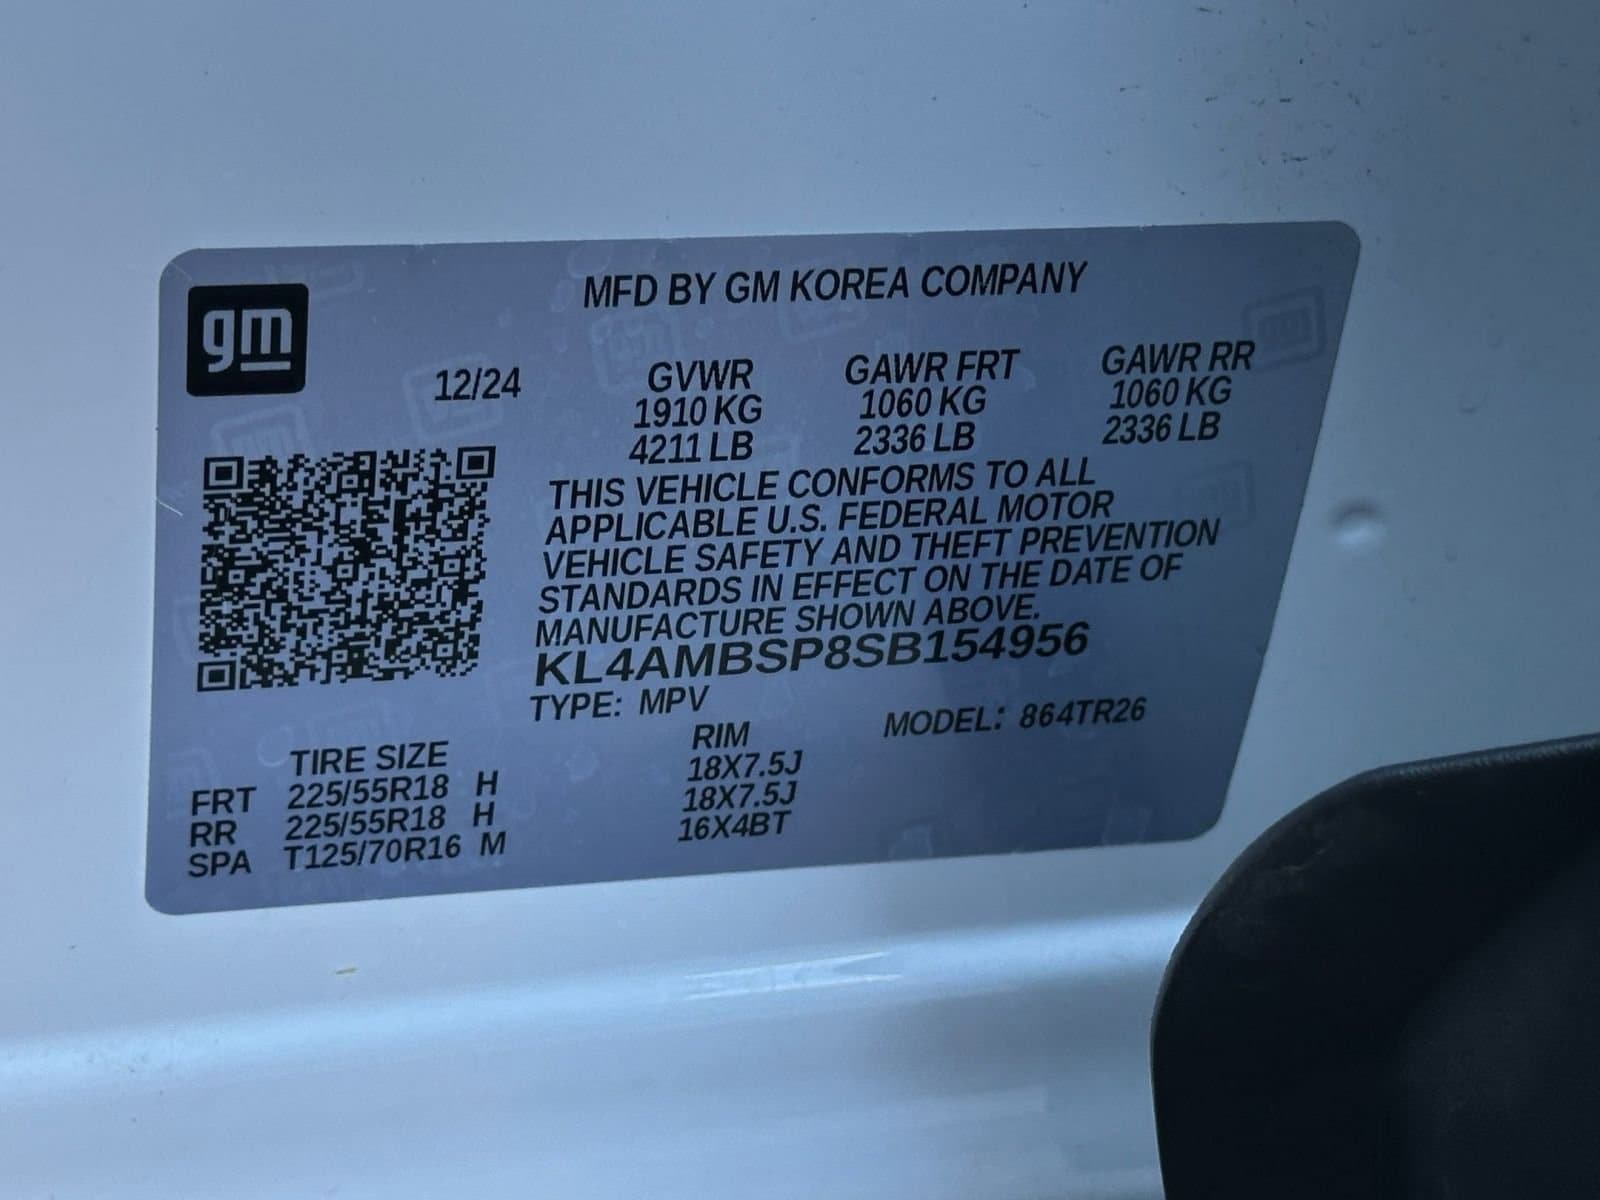 gm
MFD BY GM KOREA COMPANY
12/24 GVWR GAWR FRT GAWR RR
1910 KG 1060 KG 1060 KG
4211 LB 2336 LB 2336 LB
THIS VEHICLE CONFORMS TO ALL
APPLICABLE U.S. FEDERAL MOTOR
VEHICLE SAFETY AND THEFT PREVENTION
STANDARDS IN EFFECT ON THE DATE OF
MANUFACTURE SHOWN ABOVE.
KL4AMBSP8SB154956
TYPE: MPV MODEL: 864TR26
TIRE SIZE RIM
FRT 225/55R18 H 18X7.5J
RR 225/55R18 H 18X7.5J
SPA T125/70R16 M 16X4BT